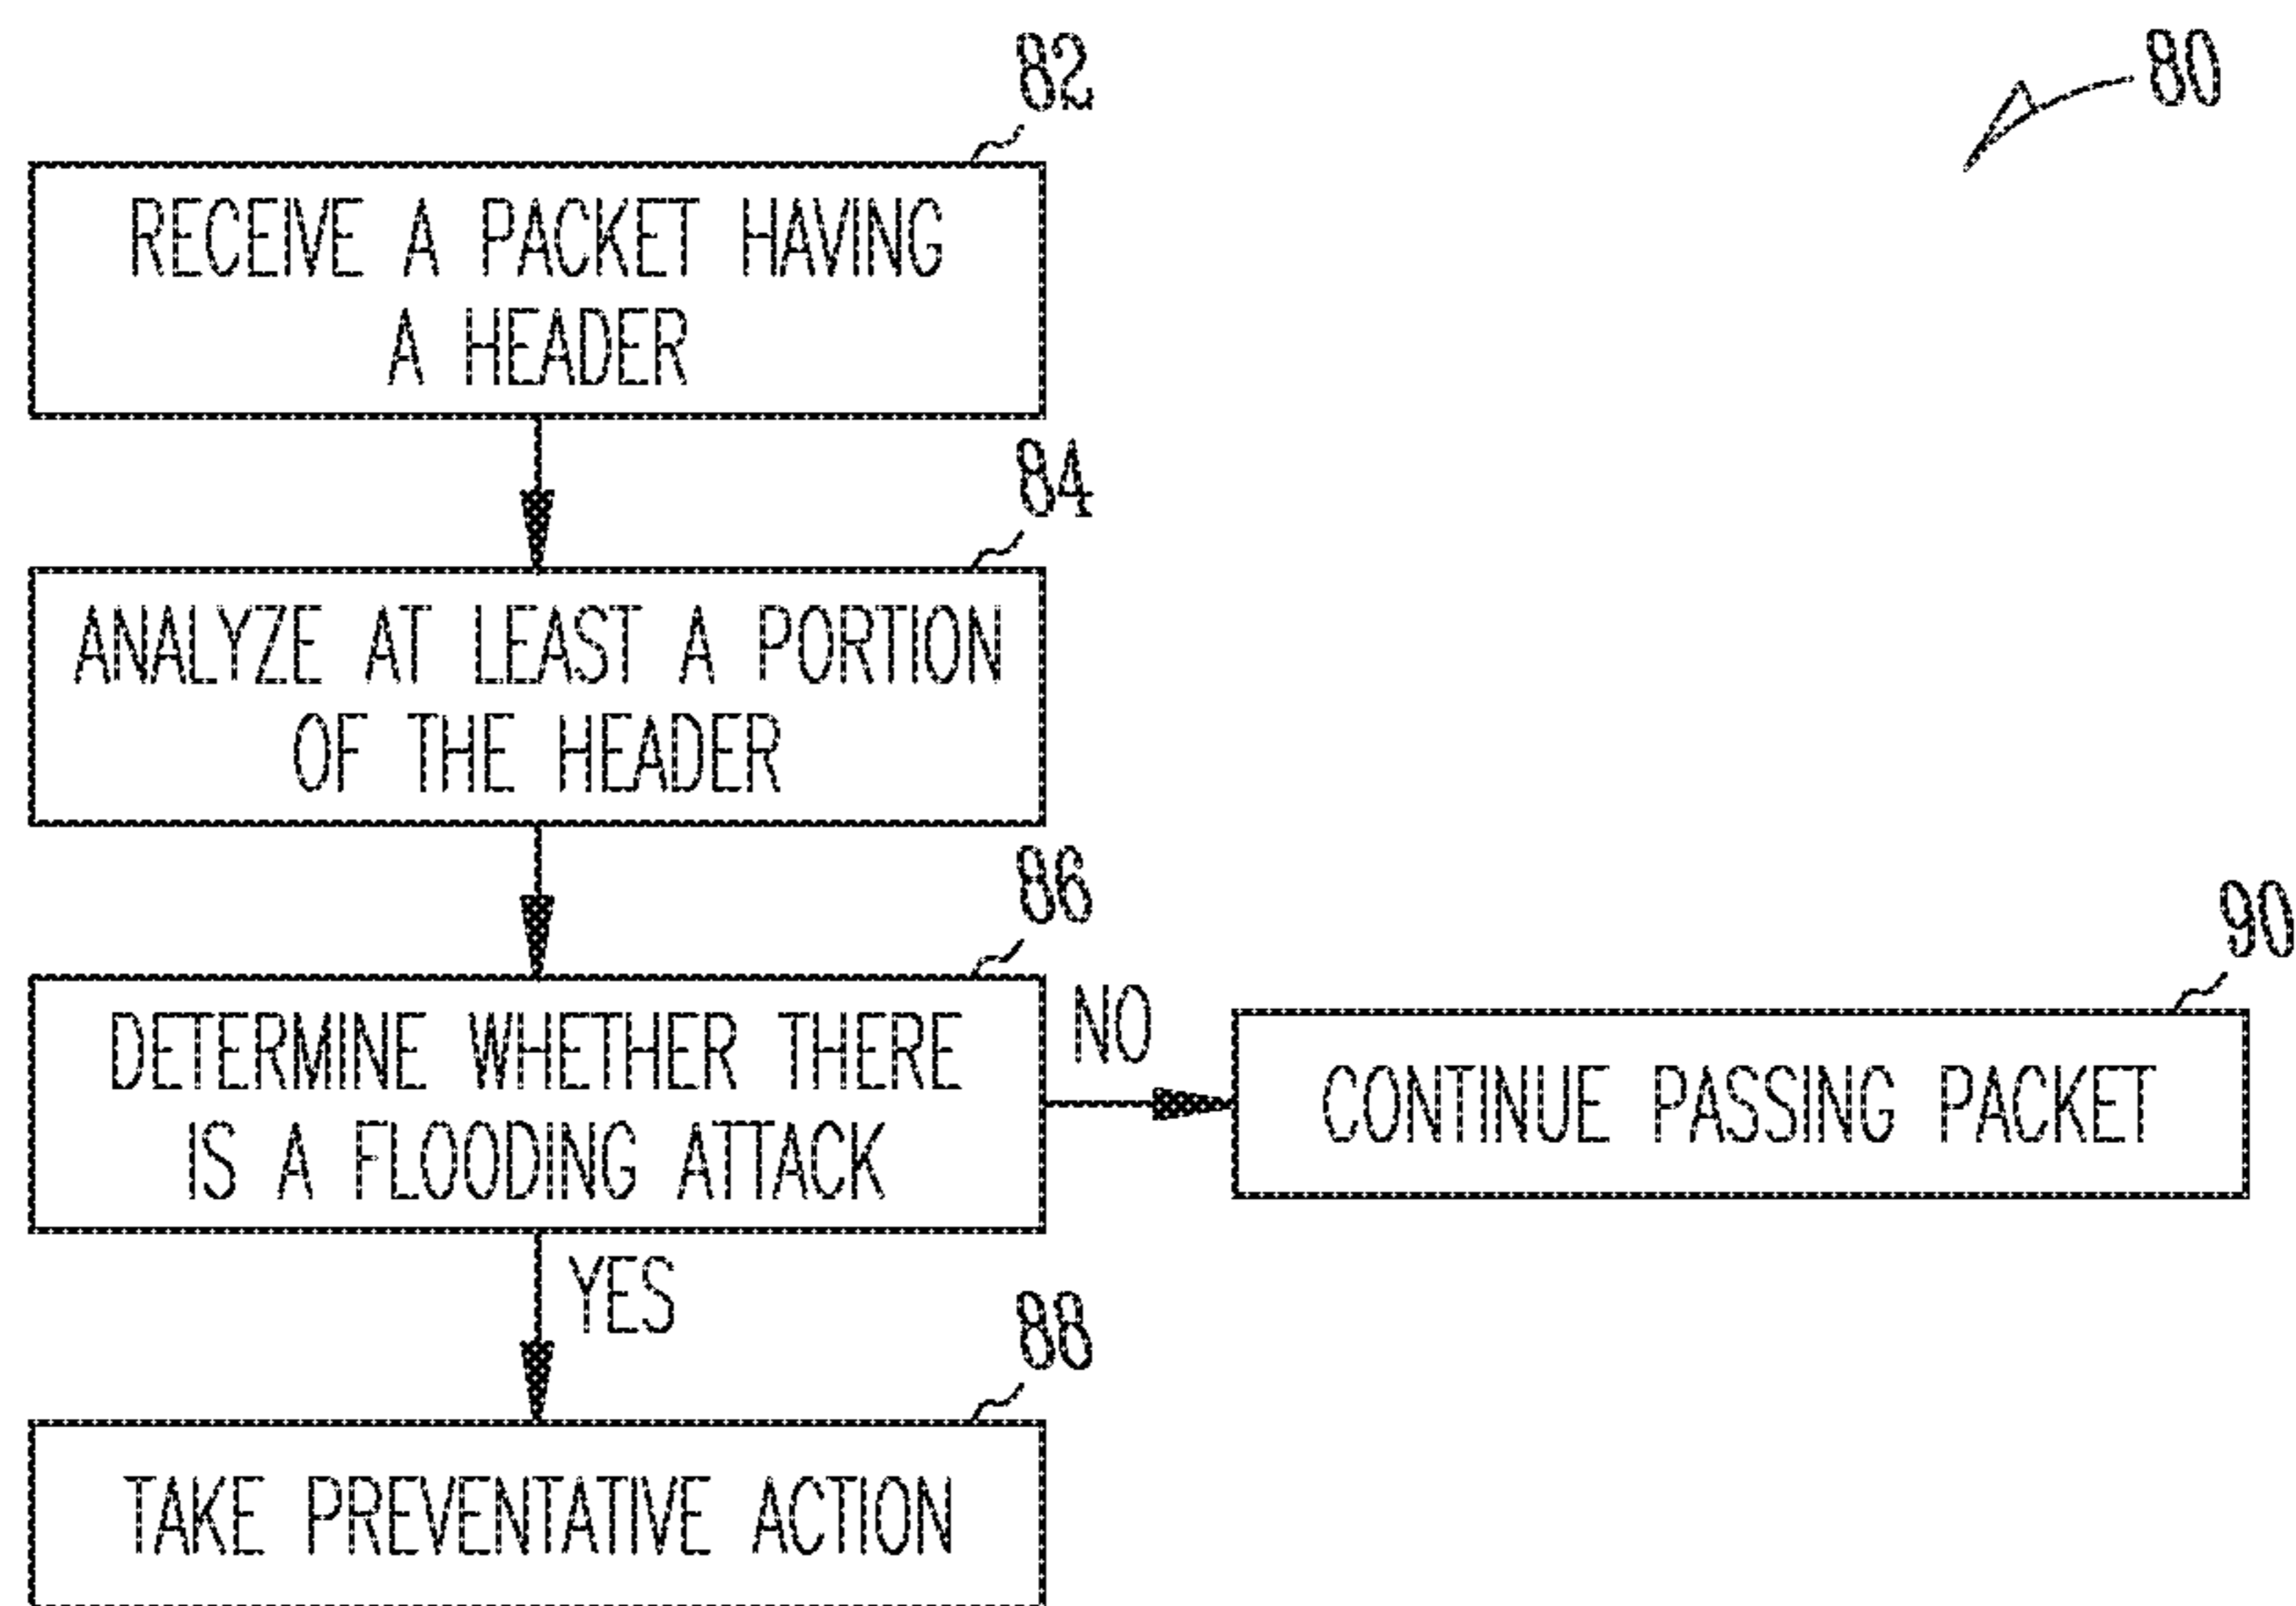 80
82
RECEIVE A PACKET HAVING
A HEADER
84
ANALYZE AT LEAST A PORTION
OF THE HEADER
86
DETERMINE WHETHER THERE
IS A FLOODING ATTACK
NO
90
CONTINUE PASSING PACKET
YES
88
TAKE PREVENTATIVE ACTION